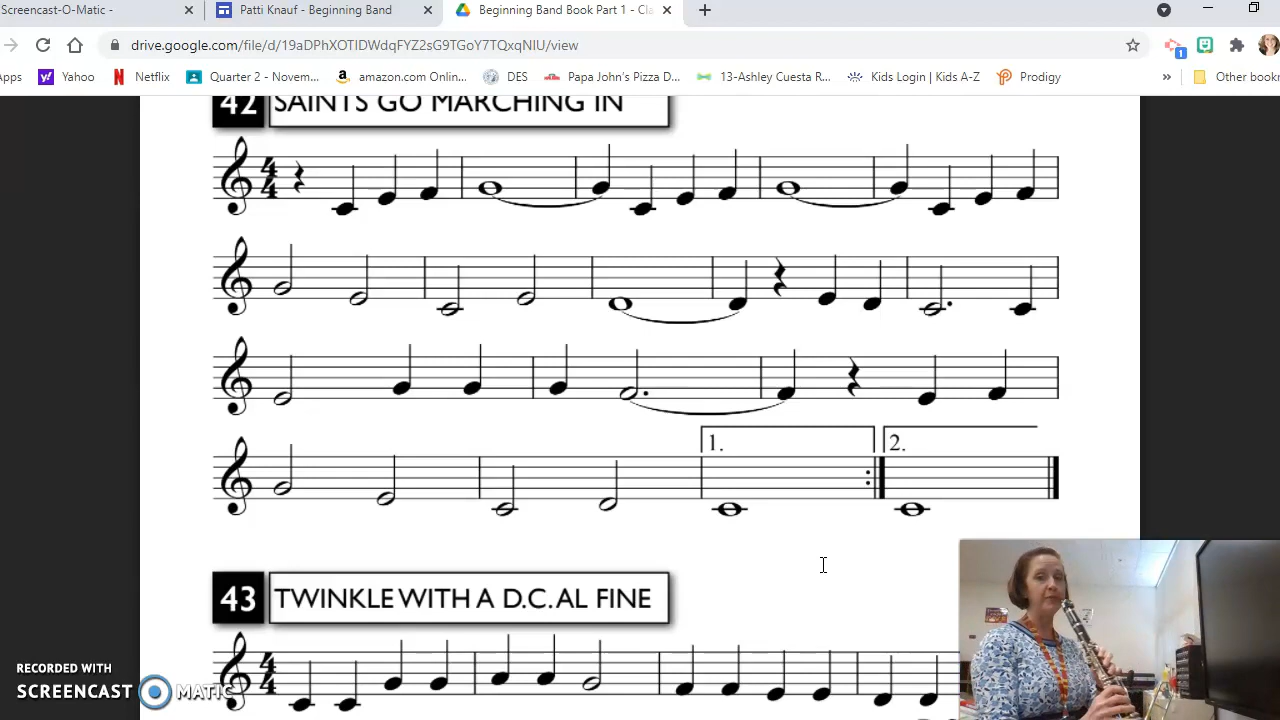 Screencast-O-Matic -
Patti Knauf - Beginning Band
Beginning Band Book Part 1 - Cla
drive.google.com/file/d/19aDPhXOTIDWdqFYZ2sG9TGoY7TQxqNIU/view
Apps
Yahoo
Netflix
Quarter 2 - Novem...
amazon.com Onlin...
DES
Papa John's Pizza D...
13-Ashley Cuesta R...
Kids Login | Kids A-Z
Prodigy
»
Other book
42 SAINTS GO MARCHING IN
1. 2.
43 TWINKLE WITH A D.C. AL FINE
RECORDED WITH
SCREENCAST MATIC